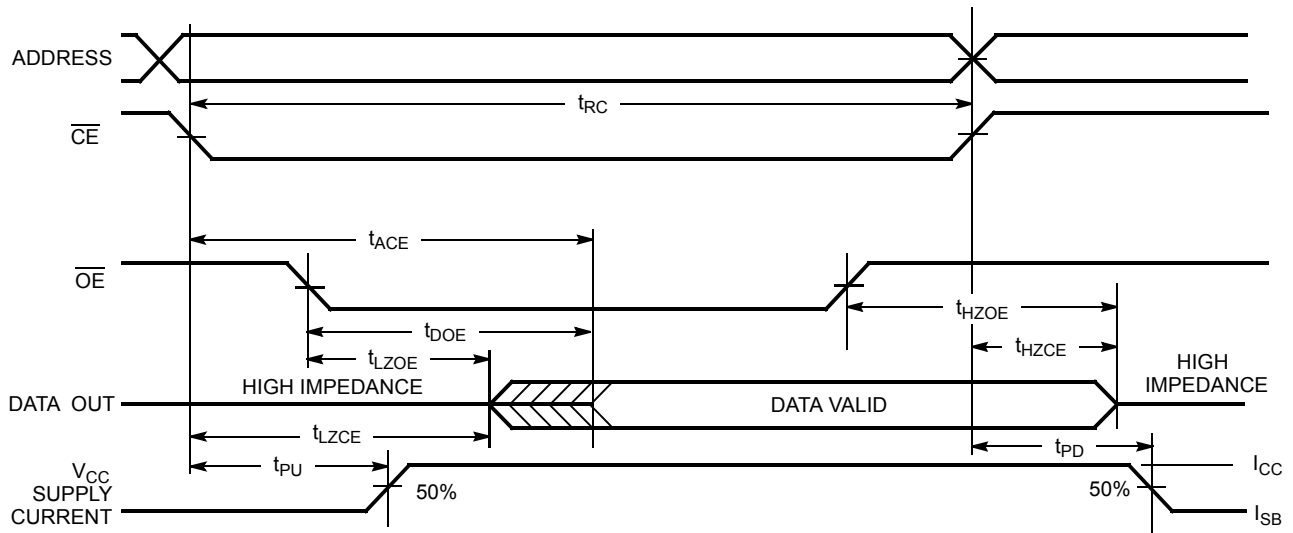 ADDRESS
tRC
CE
tACE
OE
tHZOE
tDOE
tLZOE
tHZCE
HIGH IMPEDANCE
HIGH
IMPEDANCE
DATA OUT
DATA VALID
tLZCE
tPD
tPU
VCC
SUPPLY
CURRENT
50%
50%
ICC
ISB